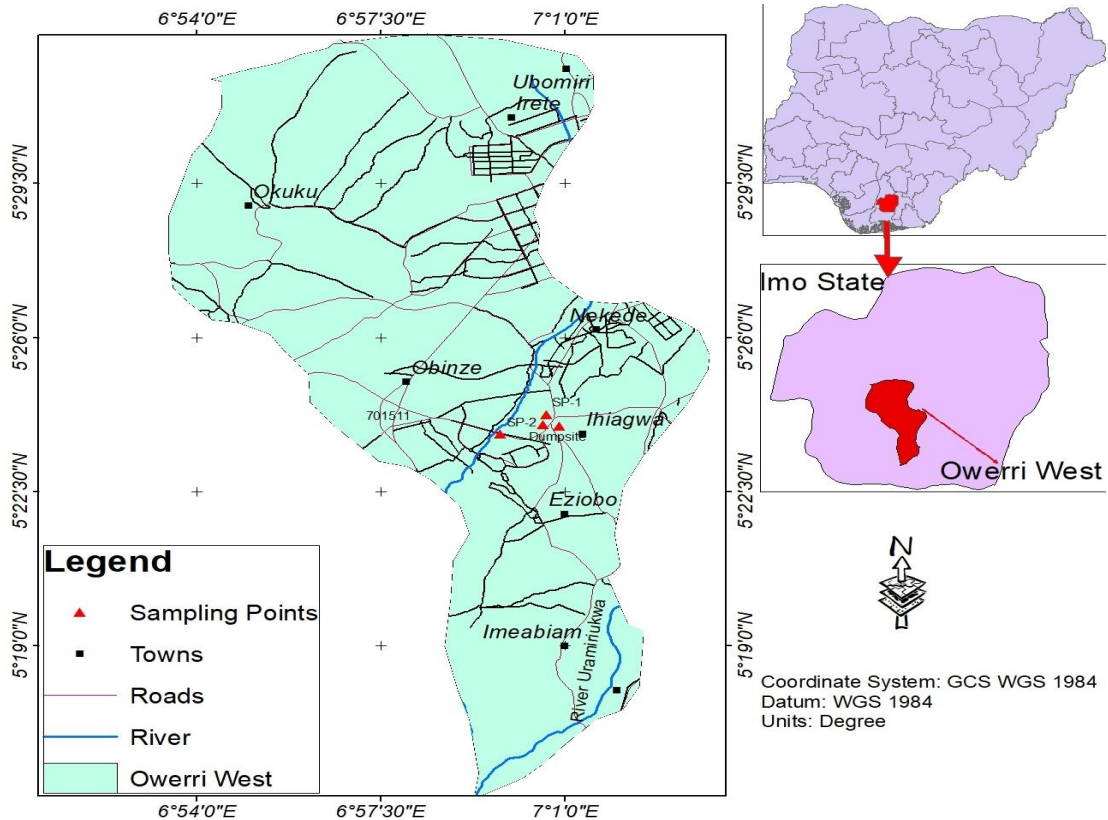 6°54'0"E
6°57'30"E
7°1'0"E
5°29'30"N
5°26'0"N
5°22'30"N
5°19'0"N
Ubomiri
Irete
Okuku
Nekede
Obinze
SP-1
701511
SP-2
Ihiagwa
Dumpsite
Eziobo
Imeabiam
River Uramiriukwa
Legend
Sampling Points
Towns
Roads
River
Owerri West
6°54'0"E
6°57'30"E
7°1'0"E
5°29'30"N
5°26'0"N
5°22'30"N
5°19'0"N
Imo State
Owerri West
N
Coordinate System: GCS WGS 1984
Datum: WGS 1984
Units: Degree